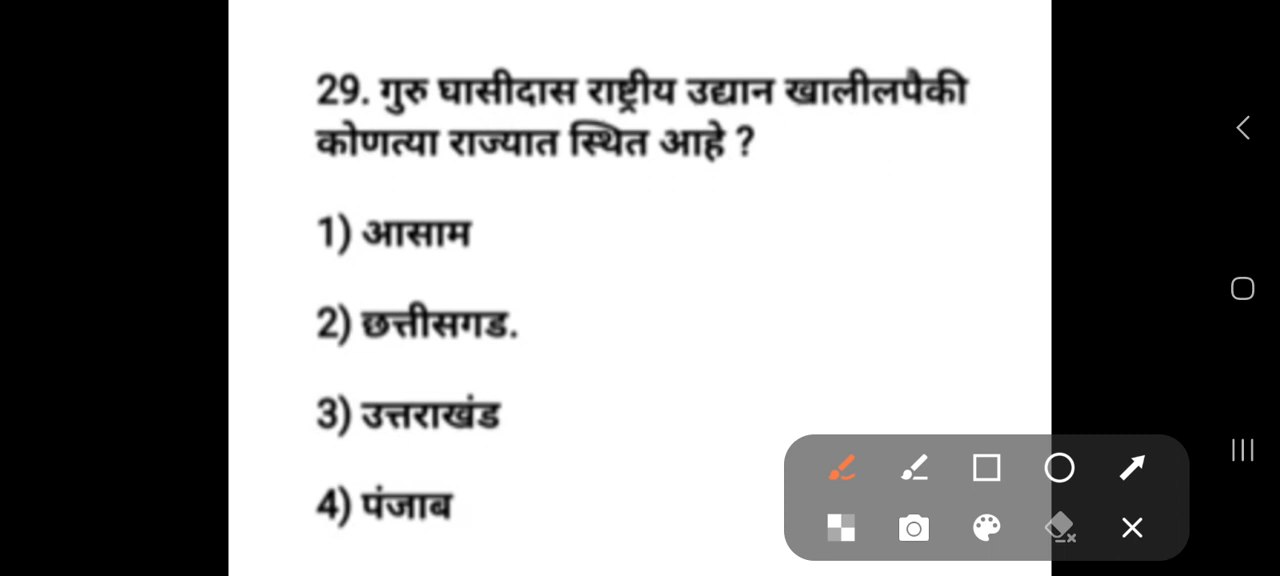 29. गुरु घासीदास राष्ट्रीय उद्यान खालीलपैकी
कोणत्या राज्यात स्थित आहे ?
1) आसाम
2) छत्तीसगड.
3) उत्तराखंड
4) पंजाब